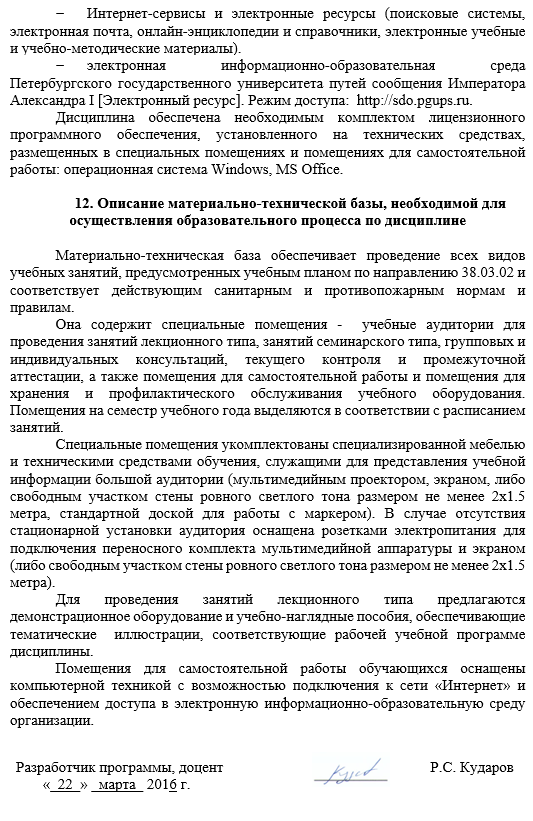 –   Интернет-сервисы и электронные ресурсы (поисковые системы,
электронная почта, онлайн-энциклопедии и справочники, электронные учебные
и учебно-методические материалы).
–   электронная информационно-образовательная среда
Петербургского государственного университета путей сообщения Императора
Александра I [Электронный ресурс]. Режим доступа:  http://sdo.pgups.ru.
Дисциплина обеспечена необходимым комплектом лицензионного
программного обеспечения, установленного на технических средствах,
размещенных в специальных помещениях и помещениях для самостоятельной
работы: операционная система Windows, MS Office.
12. Описание материально-технической базы, необходимой для
осуществления образовательного процесса по дисциплине
Материально-техническая база обеспечивает проведение всех видов
учебных занятий, предусмотренных учебным планом по направлению 38.03.02 и
соответствует действующим санитарным и противопожарным нормам и
правилам.
Она содержит специальные помещения -  учебные аудитории для
проведения занятий лекционного типа, занятий семинарского типа, групповых и
индивидуальных консультаций, текущего контроля и промежуточной
аттестации, а также помещения для самостоятельной работы и помещения для
хранения и профилактического обслуживания учебного оборудования.
Помещения на семестр учебного года выделяются в соответствии с расписанием
занятий.
Специальные помещения укомплектованы специализированной мебелью
и техническими средствами обучения, служащими для представления учебной
информации большой аудитории (мультимедийным проектором, экраном, либо
свободным участком стены ровного светлого тона размером не менее 2х1.5
метра, стандартной доской для работы с маркером). В случае отсутствия
стационарной установки аудитория оснащена розетками электропитания для
подключения переносного комплекта мультимедийной аппаратуры и экраном
(либо свободным участком стены ровного светлого тона размером не менее 2х1.5
метра).
Для проведения занятий лекционного типа предлагаются
демонстрационное оборудование и учебно-наглядные пособия, обеспечивающие
тематические  иллюстрации, соответствующие рабочей учебной программе
дисциплины.
Помещения для самостоятельной работы обучающихся оснащены
компьютерной техникой с возможностью подключения к сети «Интернет» и
обеспечением доступа в электронную информационно-образовательную среду
организации.
Разработчик программы, доцент Р.С. Кударов
«_22_» _марта_ 2016 г.